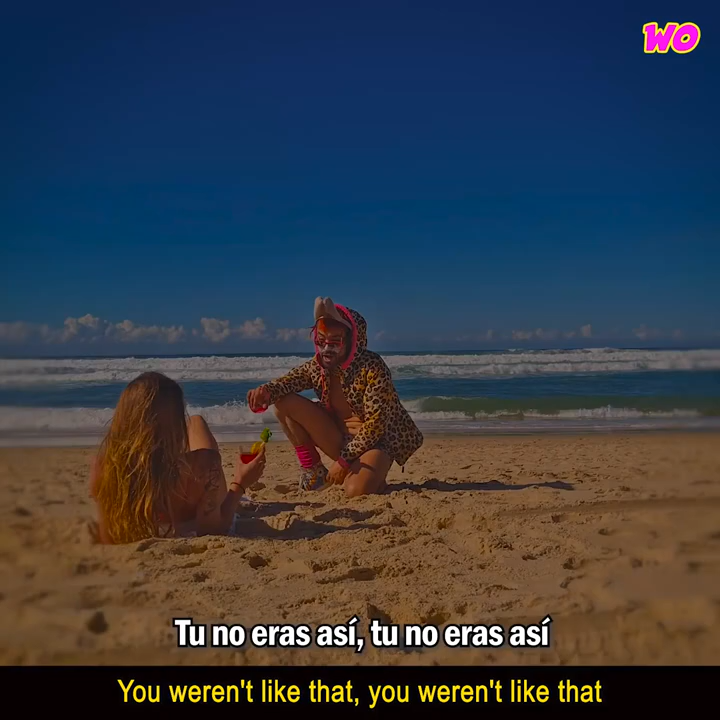 WO
Tu no eras así, tu no eras así
You weren't like that, you weren't like that